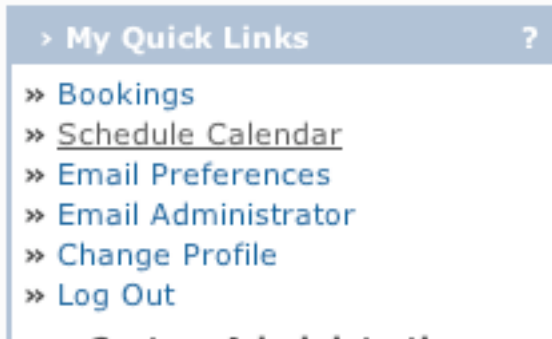 › My Quick Links ?
» Bookings
» Schedule Calendar
» Email Preferences
» Email Administrator
» Change Profile
» Log Out